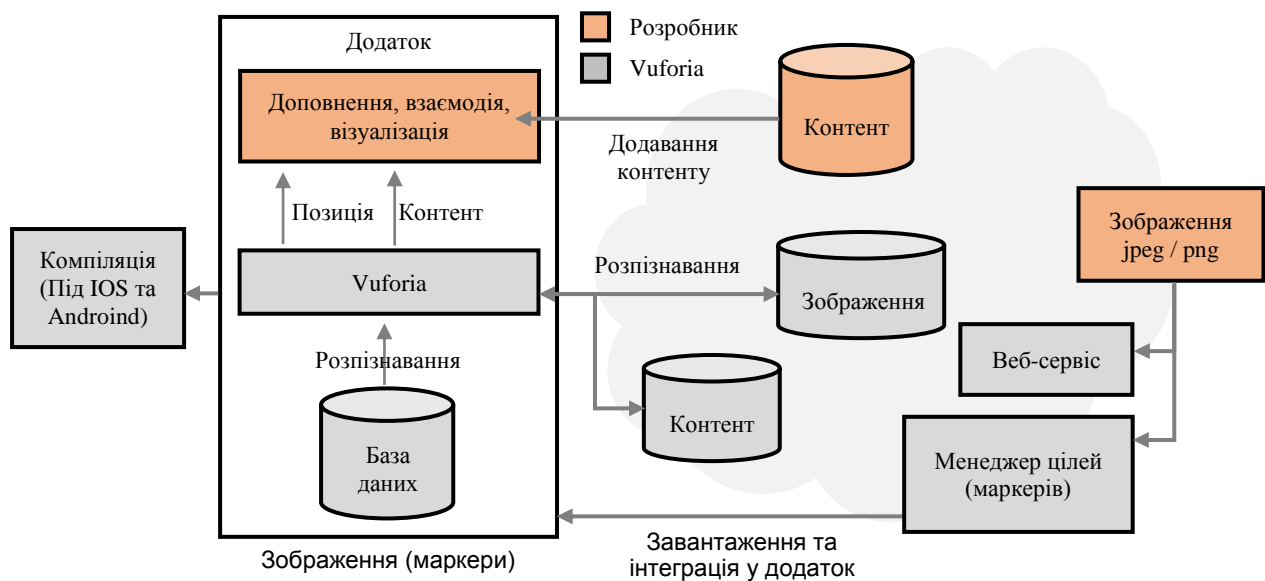 Додаток
Розробник
Vuforia
Доповнення, взаємодія,
візуалізація
Контент
Додавання
контенту
Позиція
Контент
Зображення
jpeg / png
Компіляція
(Під IOS та
Androind)
Vuforia
Розпізнавання
Зображення
Розпізнавання
Веб-сервіс
Контент
База
даних
Менеджер цілей
(маркерів)
Зображення (маркери)
Завантаження та
інтеграція у додаток